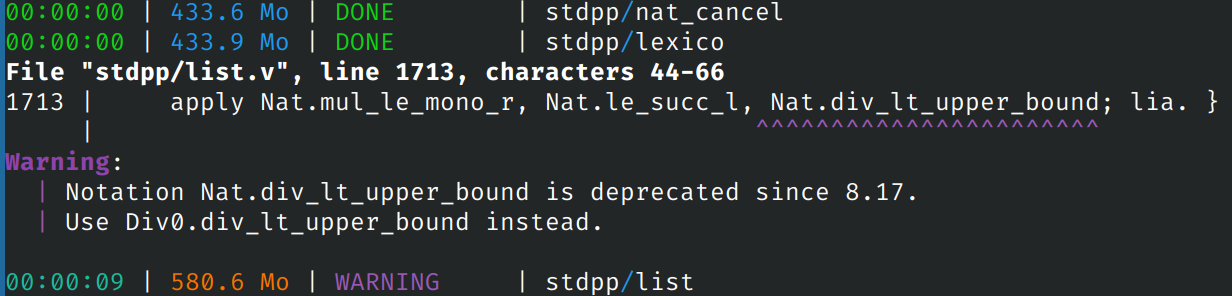 00:00:00 | 433.6 Mo | DONE | stdpp/nat_cancel
00:00:00 | 433.9 Mo | DONE | stdpp/lexico
File "stdpp/list.v", line 1713, characters 44-66
1713 | apply Nat.mul_le_mono_r, Nat.le_succ_l, Nat.div_lt_upper_bound; lia. }
| ^^^^^^^^^^^^^^^^^^^^^^^
Warning:
| Notation Nat.div_lt_upper_bound is deprecated since 8.17.
| Use Div0.div_lt_upper_bound instead.
00:00:09 | 580.6 Mo | WARNING | stdpp/list